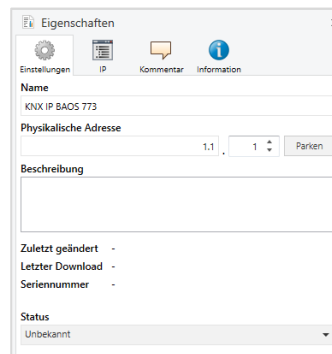 Eigenschaften
Einstellungen IP Kommentar Information
Name
KNX IP BAOS 773
Physikalische Adresse
1.1 . 1 Parken
Beschreibung
Zuletzt geändert -
Letzter Download -
Seriennummer -
Status
Unbekannt